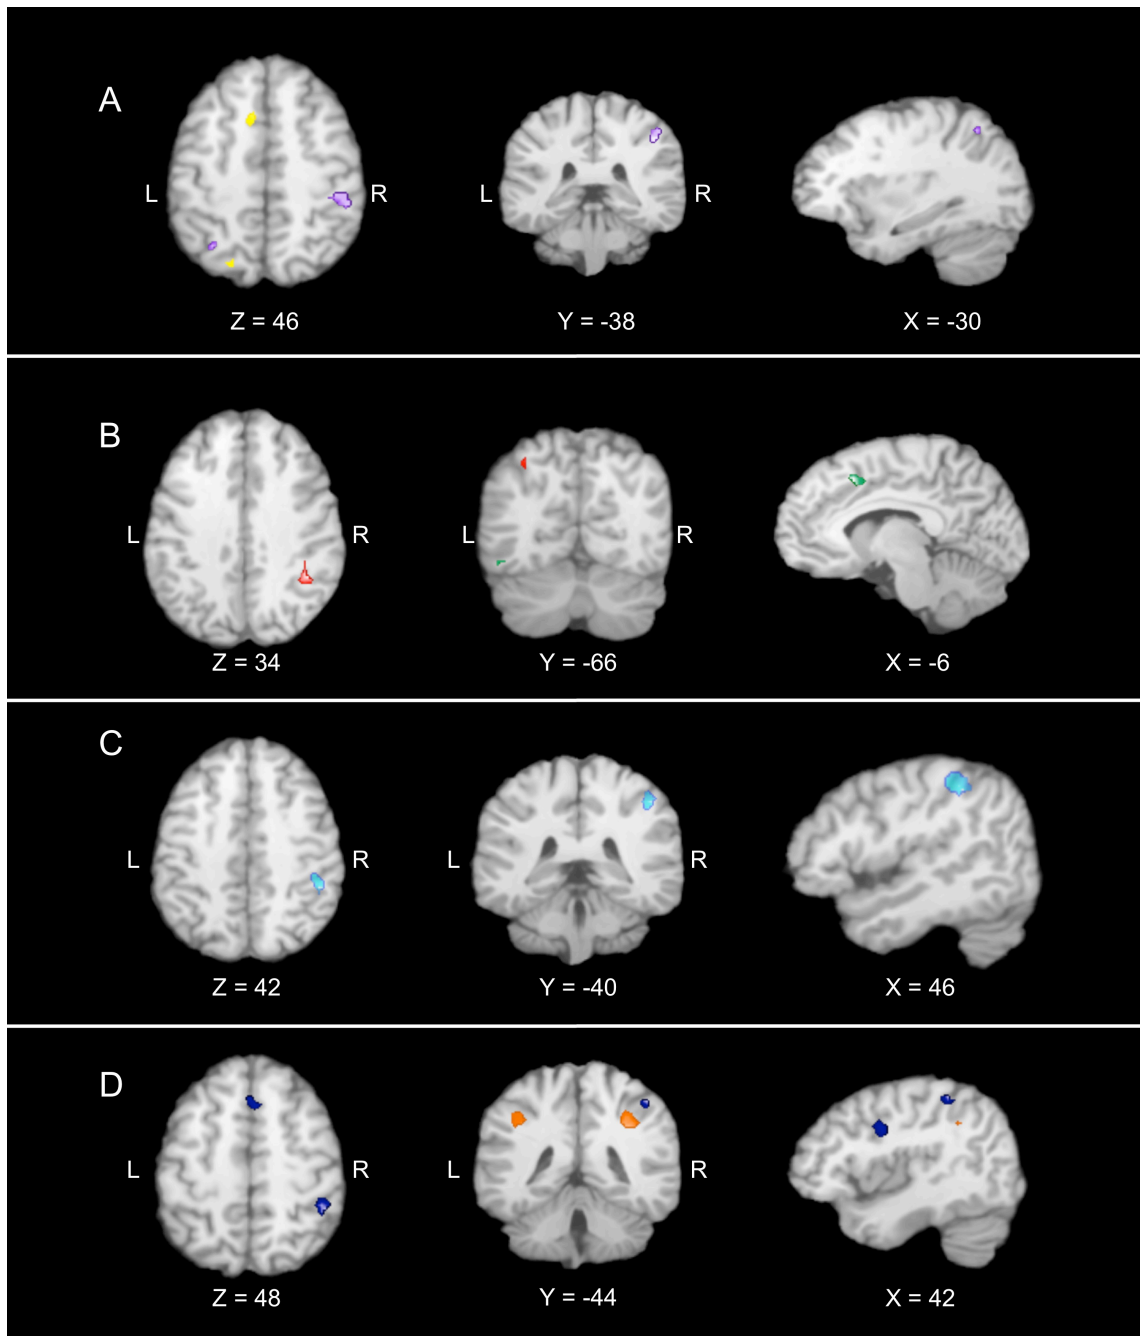 A
L R L R
Z = 46 Y = -38 X = -30
B
L R L R
Z = 34 Y = -66 X = -6
C
L R L R
Z = 42 Y = -40 X = 46
D
L R L R
Z = 48 Y = -44 X = 42